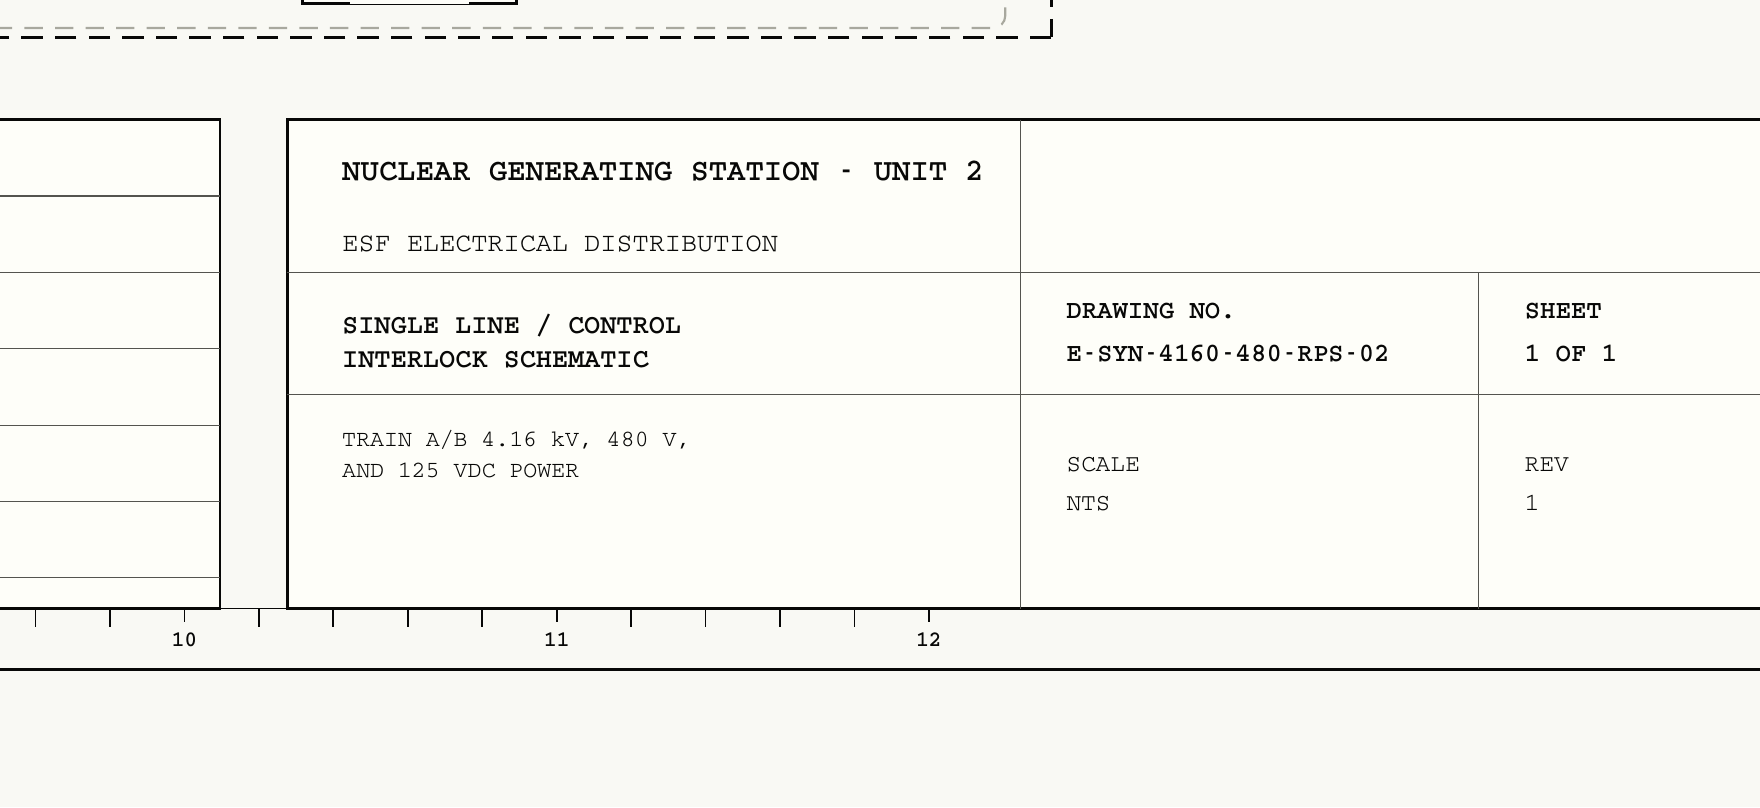 NUCLEAR GENERATING STATION - UNIT 2
ESF ELECTRICAL DISTRIBUTION
SINGLE LINE / CONTROL
INTERLOCK SCHEMATIC
DRAWING NO.
E-SYN-4160-480-RPS-02
SHEET
1 OF 1
TRAIN A/B 4.16 kV, 480 V,
AND 125 VDC POWER
SCALE
NTS
REV
1
10
11
12